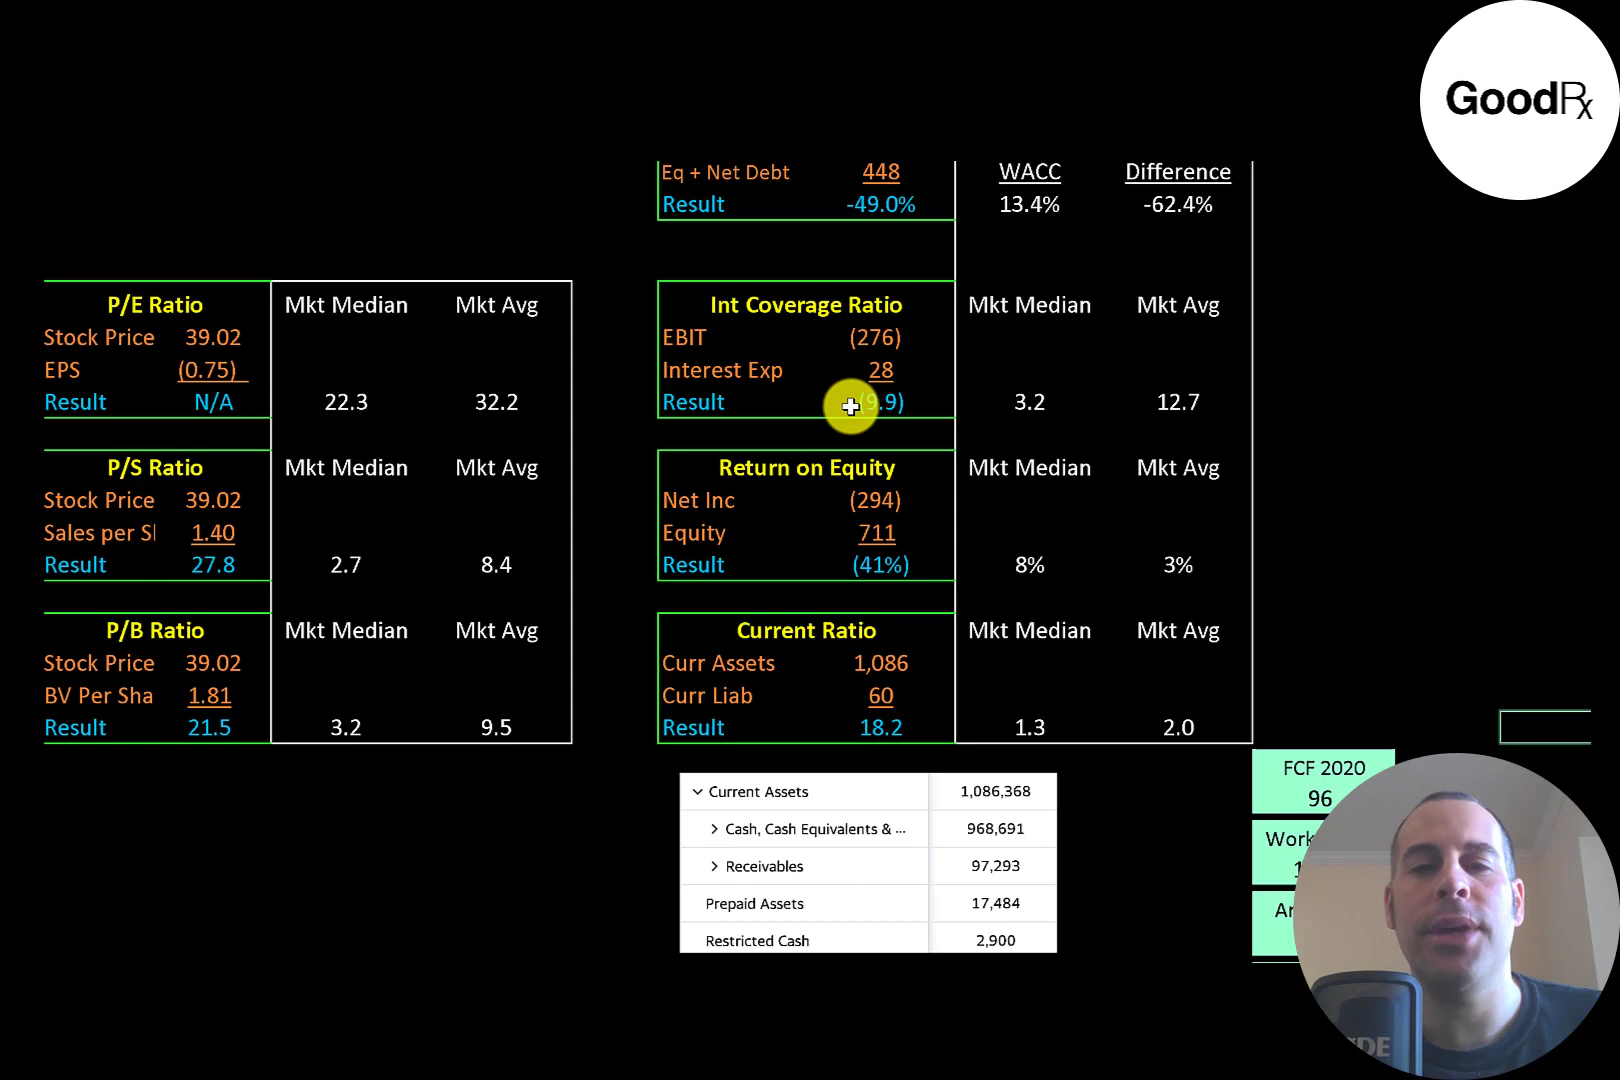 GoodRx
Eq + Net Debt 448 WACC Difference
Result -49.0% 13.4% -62.4%
P/E Ratio Mkt Median Mkt Avg
Stock Price 39.02
EPS (0.75)
Result N/A 22.3 32.2
Int Coverage Ratio Mkt Median Mkt Avg
EBIT (276)
Interest Exp 28
Result (9.9) 3.2 12.7
P/S Ratio Mkt Median Mkt Avg
Stock Price 39.02
Sales per Sl 1.40
Result 27.8 2.7 8.4
Return on Equity Mkt Median Mkt Avg
Net Inc (294)
Equity 711
Result (41%) 8% 3%
P/B Ratio Mkt Median Mkt Avg
Stock Price 39.02
BV Per Sha 1.81
Result 21.5 3.2 9.5
Current Ratio Mkt Median Mkt Avg
Curr Assets 1,086
Curr Liab 60
Result 18.2 1.3 2.0
Current Assets 1,086,368
Cash, Cash Equivalents & ... 968,691
Receivables 97,293
Prepaid Assets 17,484
Restricted Cash 2,900
FCF 2020
96
Work